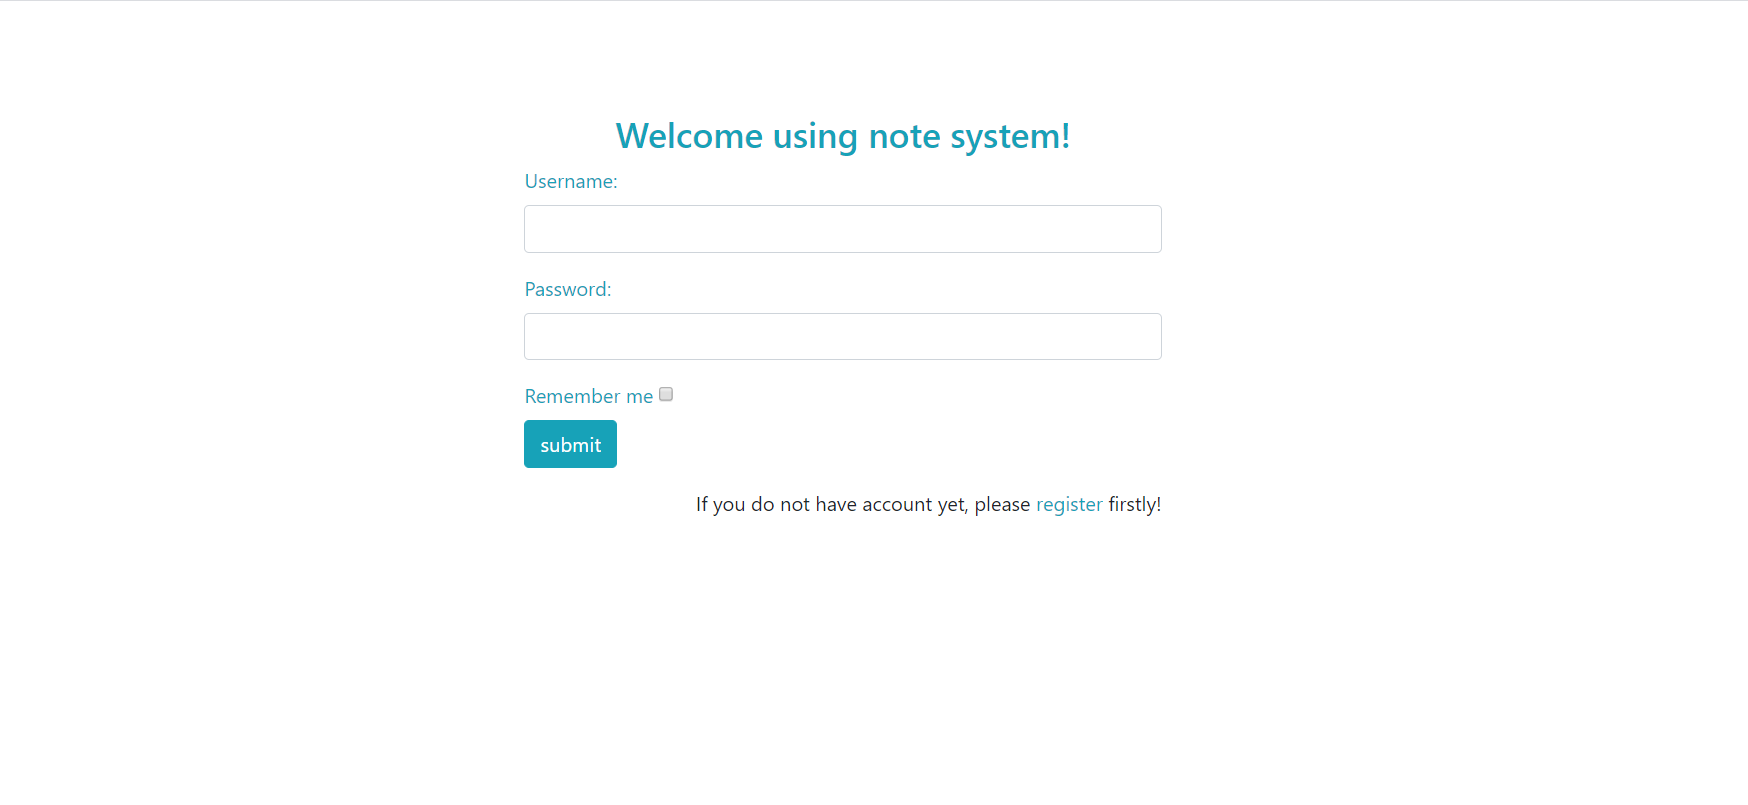 Welcome using note system!
Username:
Password:
Remember me
submit
If you do not have account yet, please register firstly!